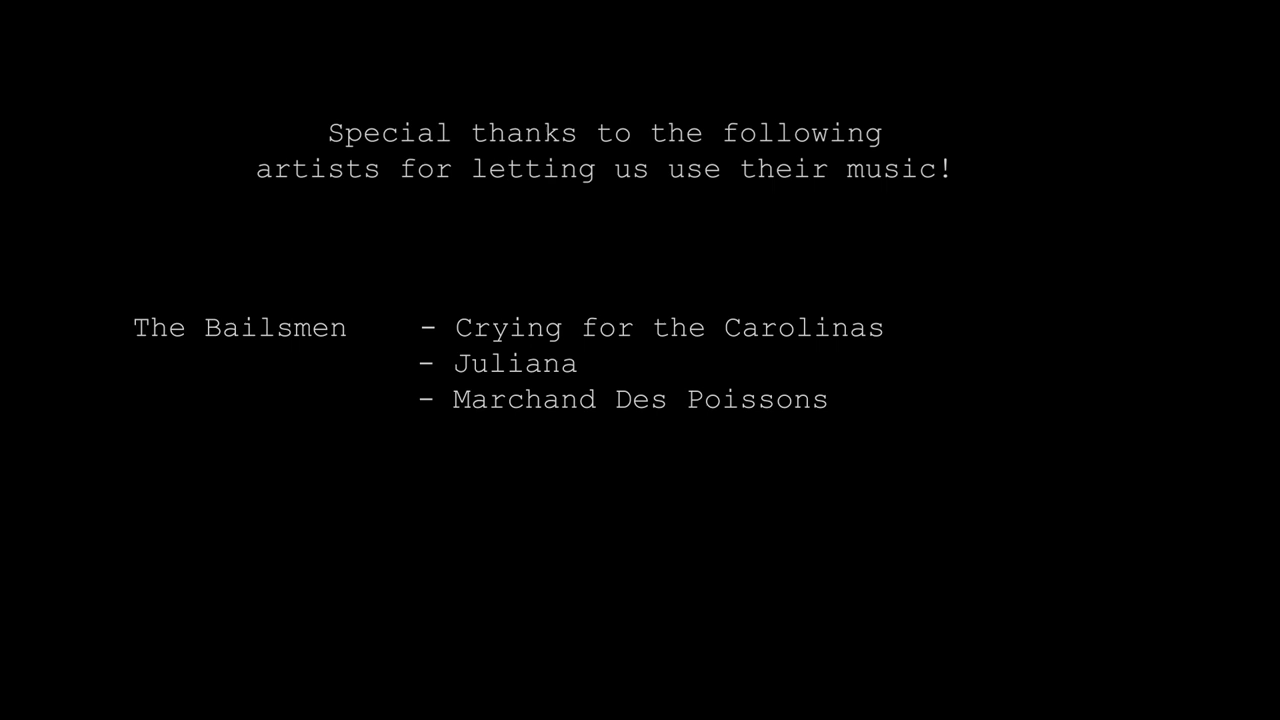 Special thanks to the following
artists for letting us use their music!
The Bailsmen - Crying for the Carolinas
- Juliana
- Marchand Des Poissons